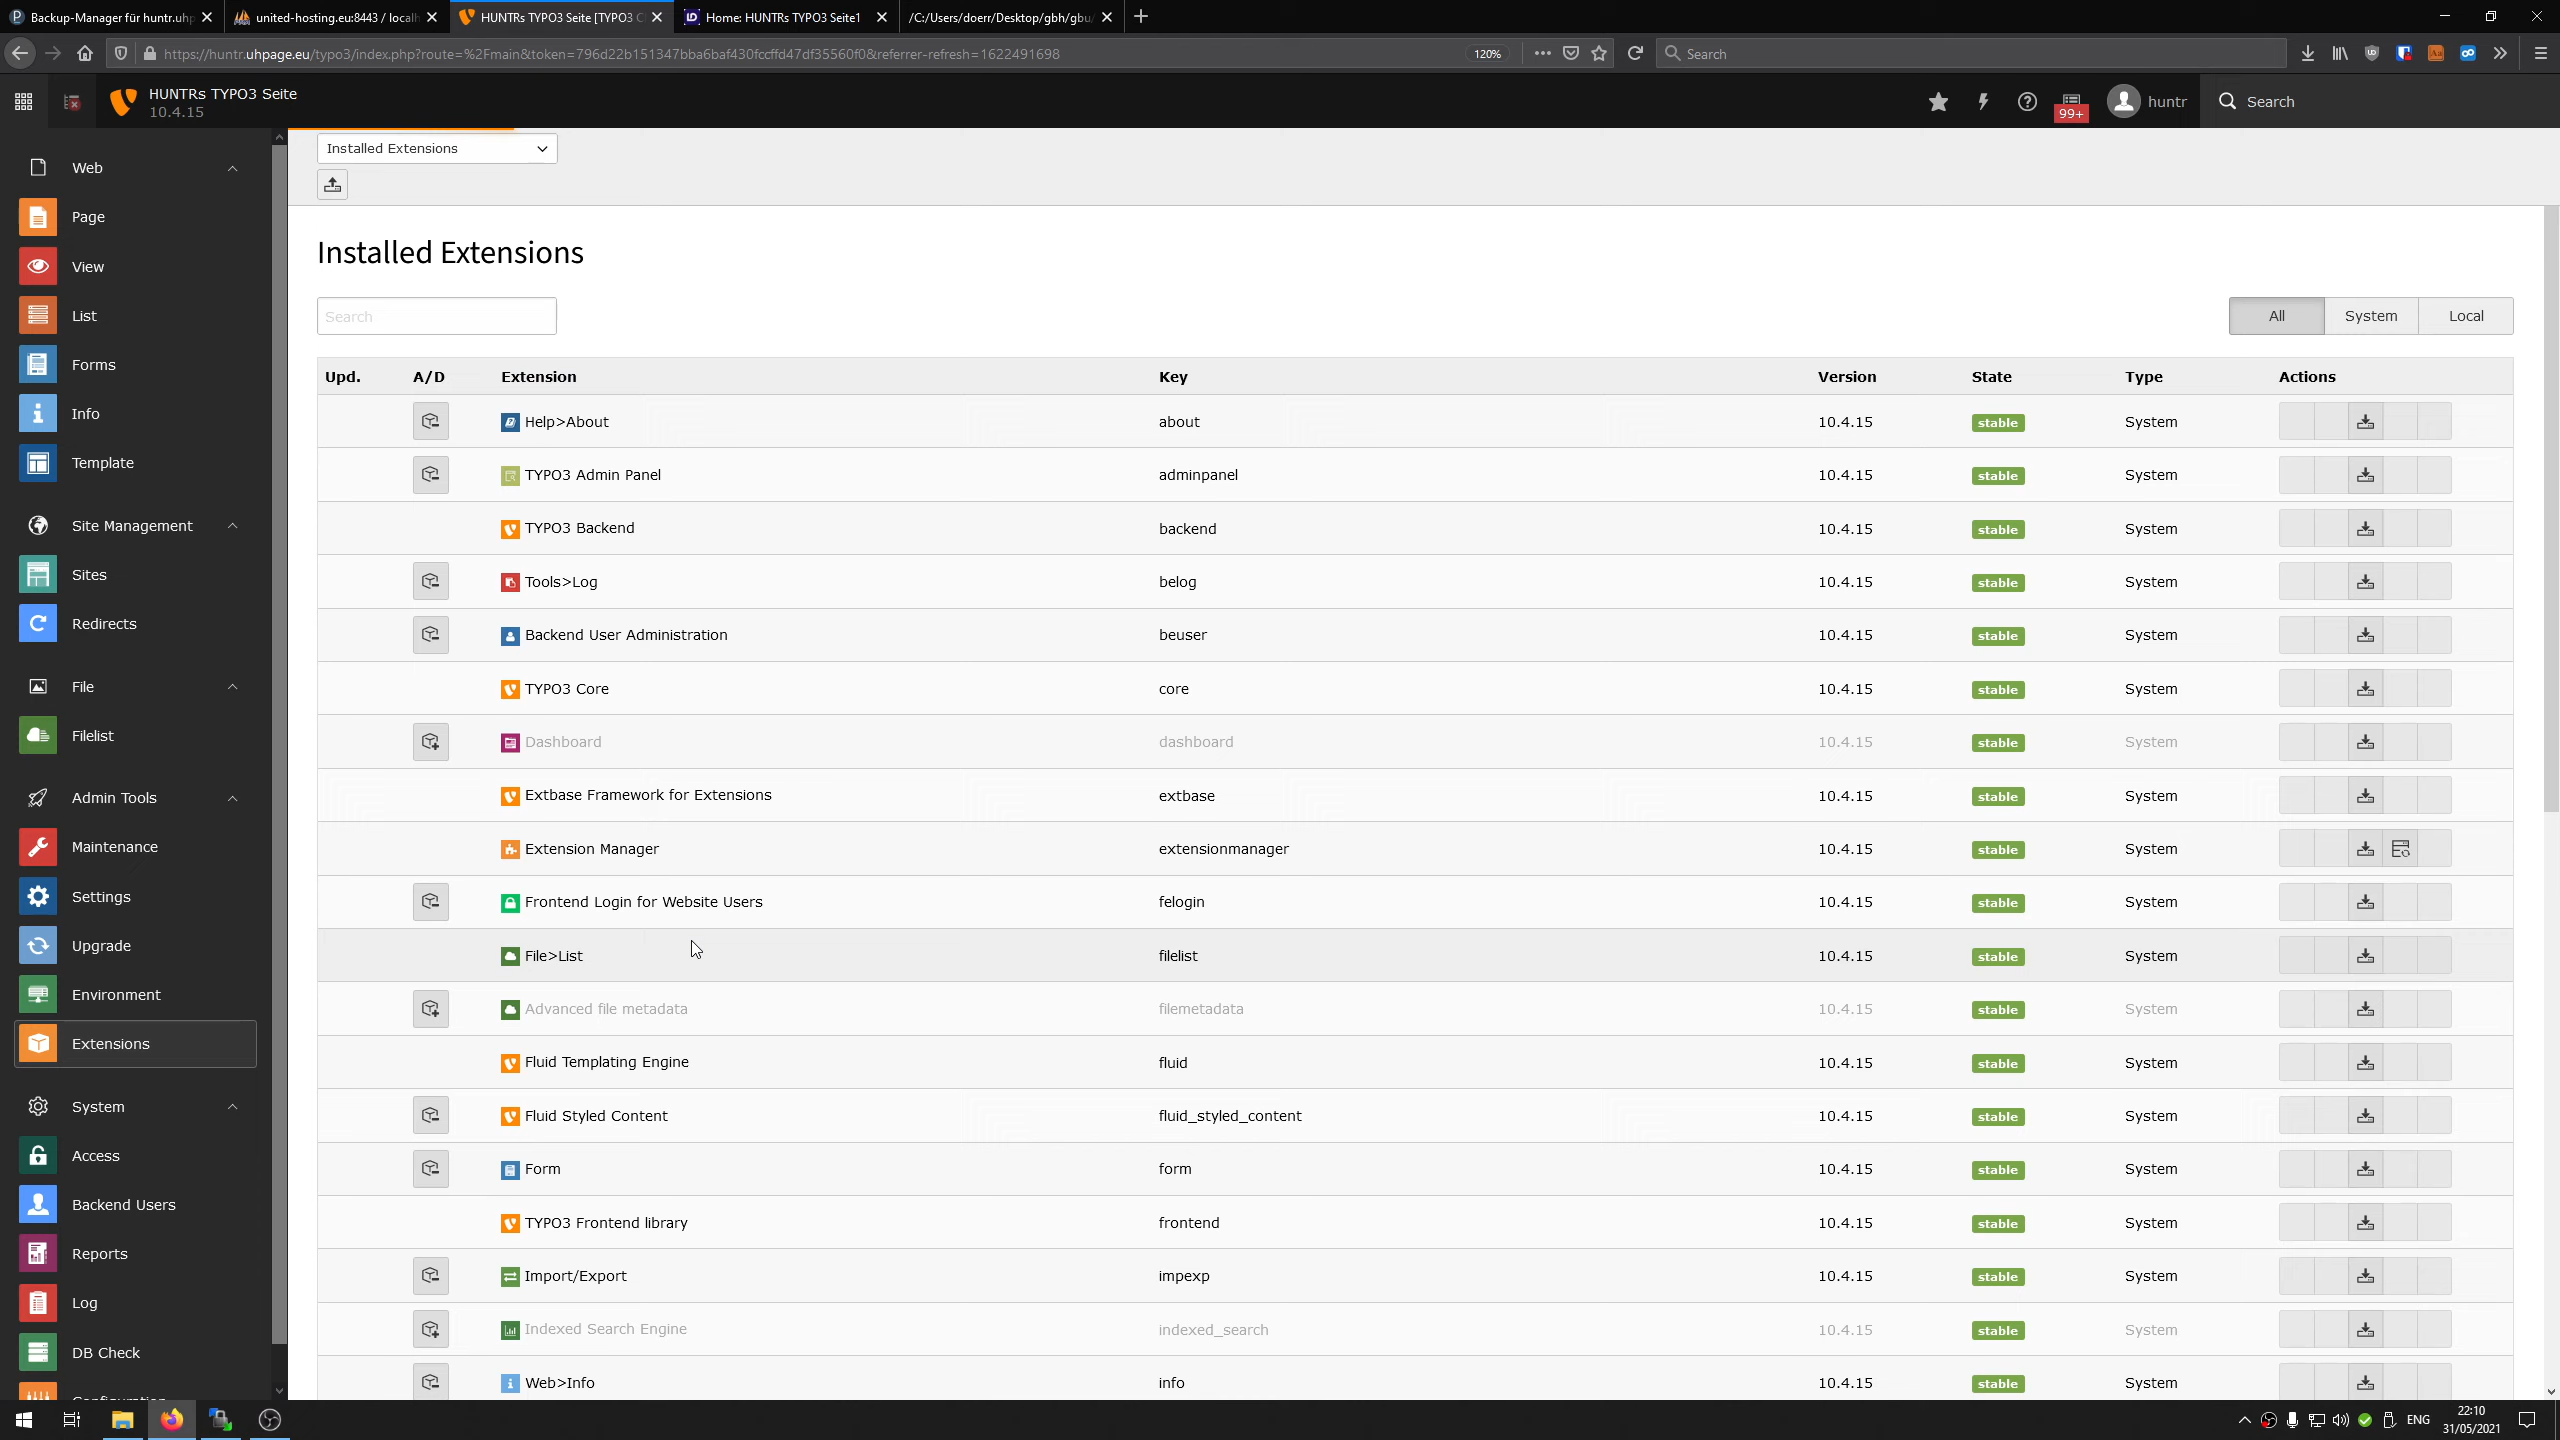 Backup-Manager für huntr.uhp
united-hosting.eu:8443 / localh
HUNTRs TYPO3 Seite [TYPO3 C
Home: HUNTRs TYPO3 Seite1
/C:/Users/doerr/Desktop/gbh/gbu/
https://huntr.uhpage.eu/typo3/index.php?route=%2Fmain&token=796d22b151347bba6baf430fccffd47df35560f0&referrer-refresh=1622491698
120%
Search
HUNTRs TYPO3 Seite
10.4.15
99+
huntr
Search
Web
Page
View
List
Forms
Info
Template
Site Management
Sites
Redirects
File
Filelist
Admin Tools
Maintenance
Settings
Upgrade
Environment
Extensions
System
Access
Backend Users
Reports
Log
DB Check
Installed Extensions
Installed Extensions
Search
All System Local
Upd. A/D Extension Key Version State Type Actions
Help>About about 10.4.15 stable System
TYPO3 Admin Panel adminpanel 10.4.15 stable System
TYPO3 Backend backend 10.4.15 stable System
Tools>Log belog 10.4.15 stable System
Backend User Administration beuser 10.4.15 stable System
TYPO3 Core core 10.4.15 stable System
Dashboard dashboard 10.4.15 stable System
Extbase Framework for Extensions extbase 10.4.15 stable System
Extension Manager extensionmanager 10.4.15 stable System
Frontend Login for Website Users felogin 10.4.15 stable System
File>List filelist 10.4.15 stable System
Advanced file metadata filemetadata 10.4.15 stable System
Fluid Templating Engine fluid 10.4.15 stable System
Fluid Styled Content fluid_styled_content 10.4.15 stable System
Form form 10.4.15 stable System
TYPO3 Frontend library frontend 10.4.15 stable System
Import/Export impexp 10.4.15 stable System
Indexed Search Engine indexed_search 10.4.15 stable System
Web>Info info 10.4.15 stable System
ENG
22:10
31/05/2021